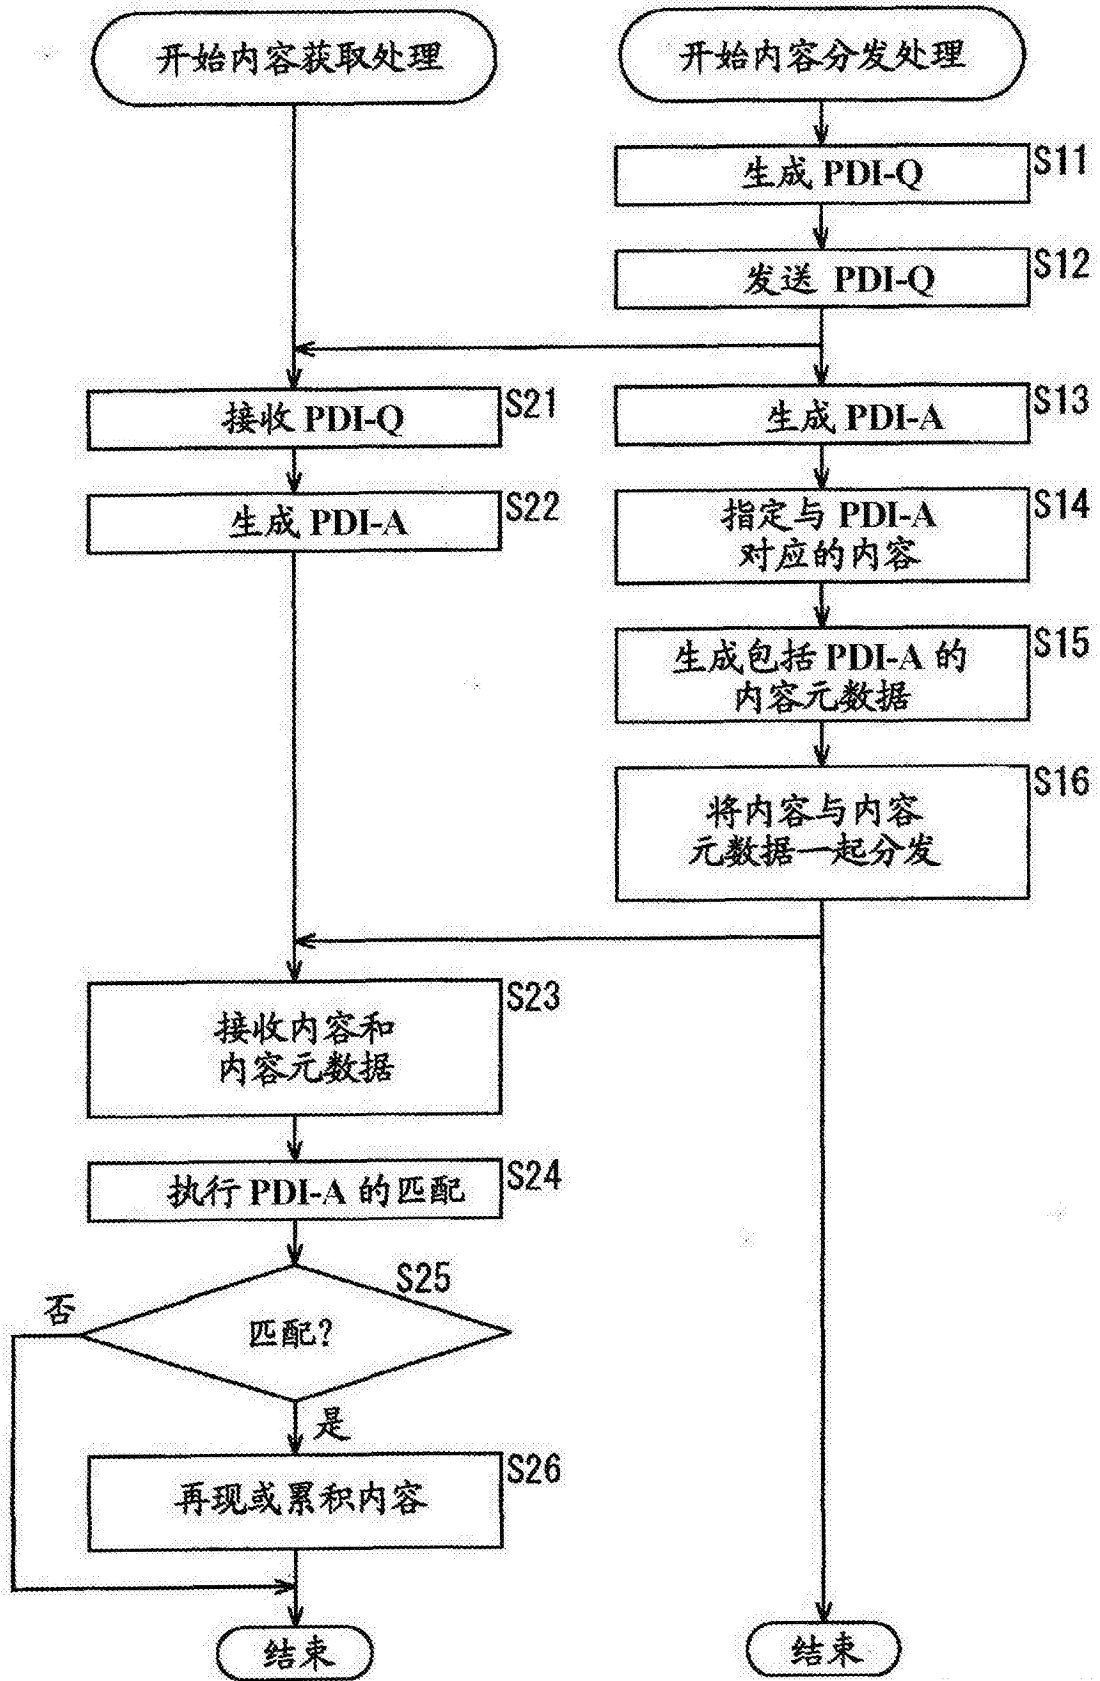 开始内容获取处理
开始内容分发处理
生成 PDI-Q
S11
发送 PDI-Q
S12
接收 PDI-Q
S21
生成 PDI-A
S13
生成 PDI-A
S22
指定与 PDI-A
对应的内容
S14
生成包括 PDI-A 的
内容元数据
S15
将内容与内容
元数据一起分发
S16
接收内容和
内容元数据
S23
执行 PDI-A 的匹配
S24
匹配?
S25
否
是
再现或累积内容
S26
结束
结束